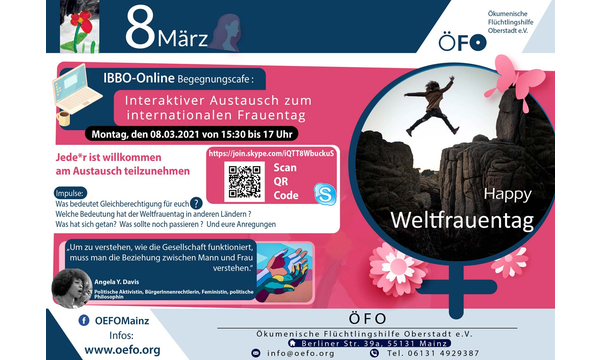 8 März
ÖFO
Ökumenische
Flüchtlingshilfe
Oberstadt e.V.
IBBO-Online Begegnungscafe :
Interaktiver Austausch zum
internationalen Frauentag
Montag, den 08.03.2021 von 15:30 bis 17 Uhr
Jede*r ist willkommen
am Austausch teilzunehmen
https://join.skype.com/iQTT8WbuckuS
Scan
QR
Code
Impulse:
Was bedeutet Gleichberechtigung für euch ?
Welche Bedeutung hat der Weltfrauentag in anderen Ländern ?
Was hat sich getan? Was sollte noch passieren ? Und eure Anregungen
„Um zu verstehen, wie die Gesellschaft funktioniert,
muss man die Beziehung zwischen Mann und Frau
verstehen.“
Angela Y. Davis
Politische Aktivistin, BürgerInnenrechtlerin, Feministin, politische
Philosophin
Happy
Weltfrauentag
OEFOMainz
Infos:
www.oefo.org
ÖFO
Ökumenische Flüchtlingshilfe Oberstadt e.V.
Berliner Str. 39a, 55131 Mainz
info@oefo.org
Tel. 06131 4929387